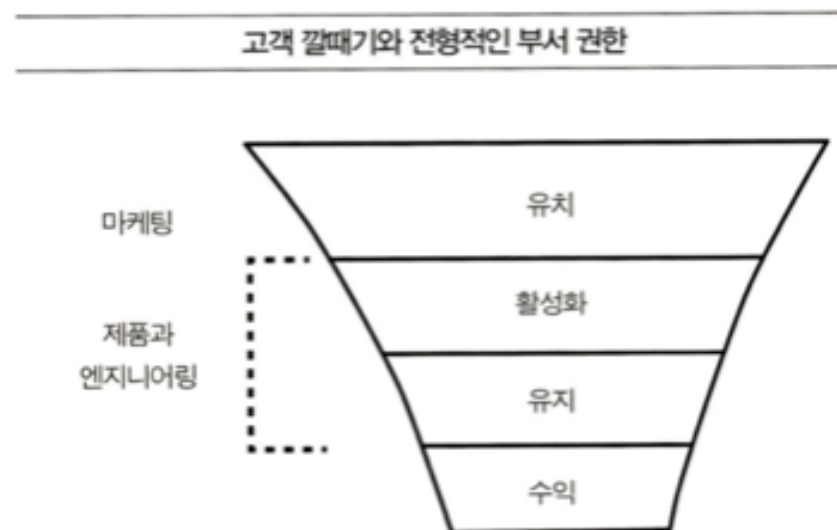 고객 깔때기와 전형적인 부서 권한
마케팅
유치
활성화
제품과
엔지니어링
유지
수익